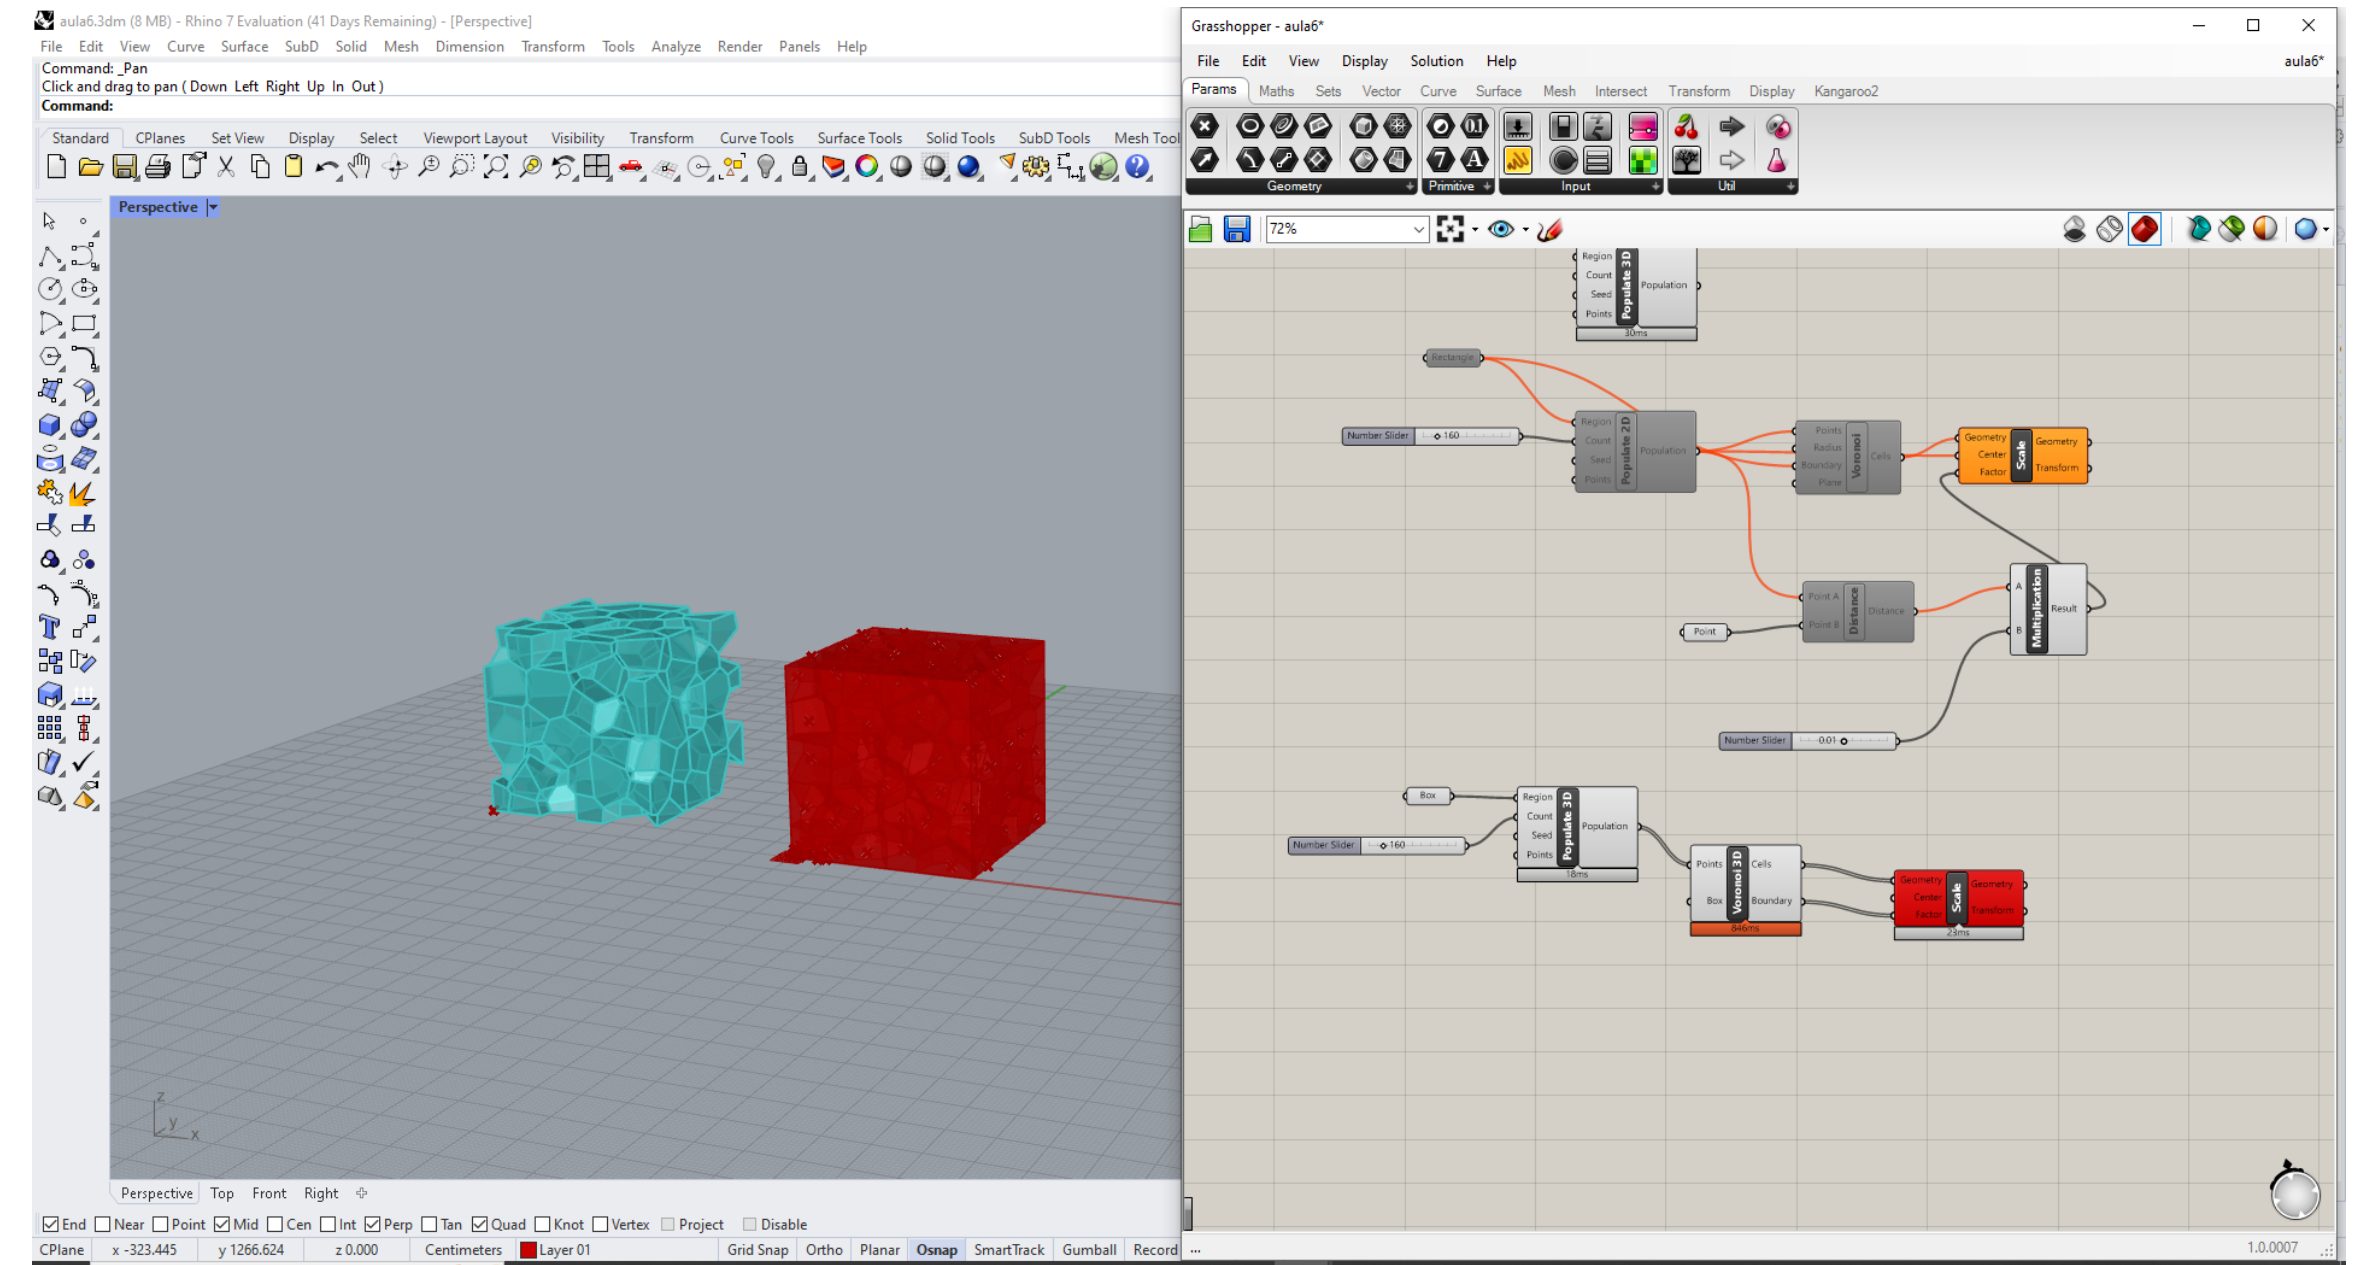 aula6.3dm (8 MB) - Rhino 7 Evaluation (41 Days Remaining) - [Perspective]
File Edit View Curve Surface SubD Solid Mesh Dimension Transform Tools Analyze Render Panels Help
Command: _Pan
Click and drag to pan ( Down Left Right Up In Out )
Command:
Standard CPlanes Set View Display Select Viewport Layout Visibility Transform Curve Tools Surface Tools Solid Tools SubD Tools Mesh Tool
Perspective
z
y
x
Perspective Top Front Right
End Near Point Mid Cen Int Perp Tan Quad Knot Vertex Project Disable
CPlane x -323.445 y 1266.624 z 0.000 Centimeters Layer 01 Grid Snap Ortho Planar Osnap SmartTrack Gumball Record
Grasshopper - aula6*
File Edit View Display Solution Help aula6*
Params Maths Sets Vector Curve Surface Mesh Intersect Transform Display Kangaroo2
Geometry Primitive Input Util
72%
Region
Count
Seed
Points
Populate 3D
Population
30ms
Rectangle
Number Slider 160
Region
Count
Seed
Points
Populate 2D
Population
Points
Radius
Boundary
Plane
Voronoi
Cells
Geometry
Center
Factor
Scale
Geometry
Transform
Point A
Point B
Distance
Distance
Point
A
B
Multiplication
Result
Number Slider 0.01
Box
Number Slider 160
Region
Count
Seed
Points
Populate 3D
Population
18ms
Points
Box
Voronoi 3D
Cells
Boundary
846ms
Geometry
Center
Factor
Scale
Geometry
Transform
23ms
... 1.0.0007